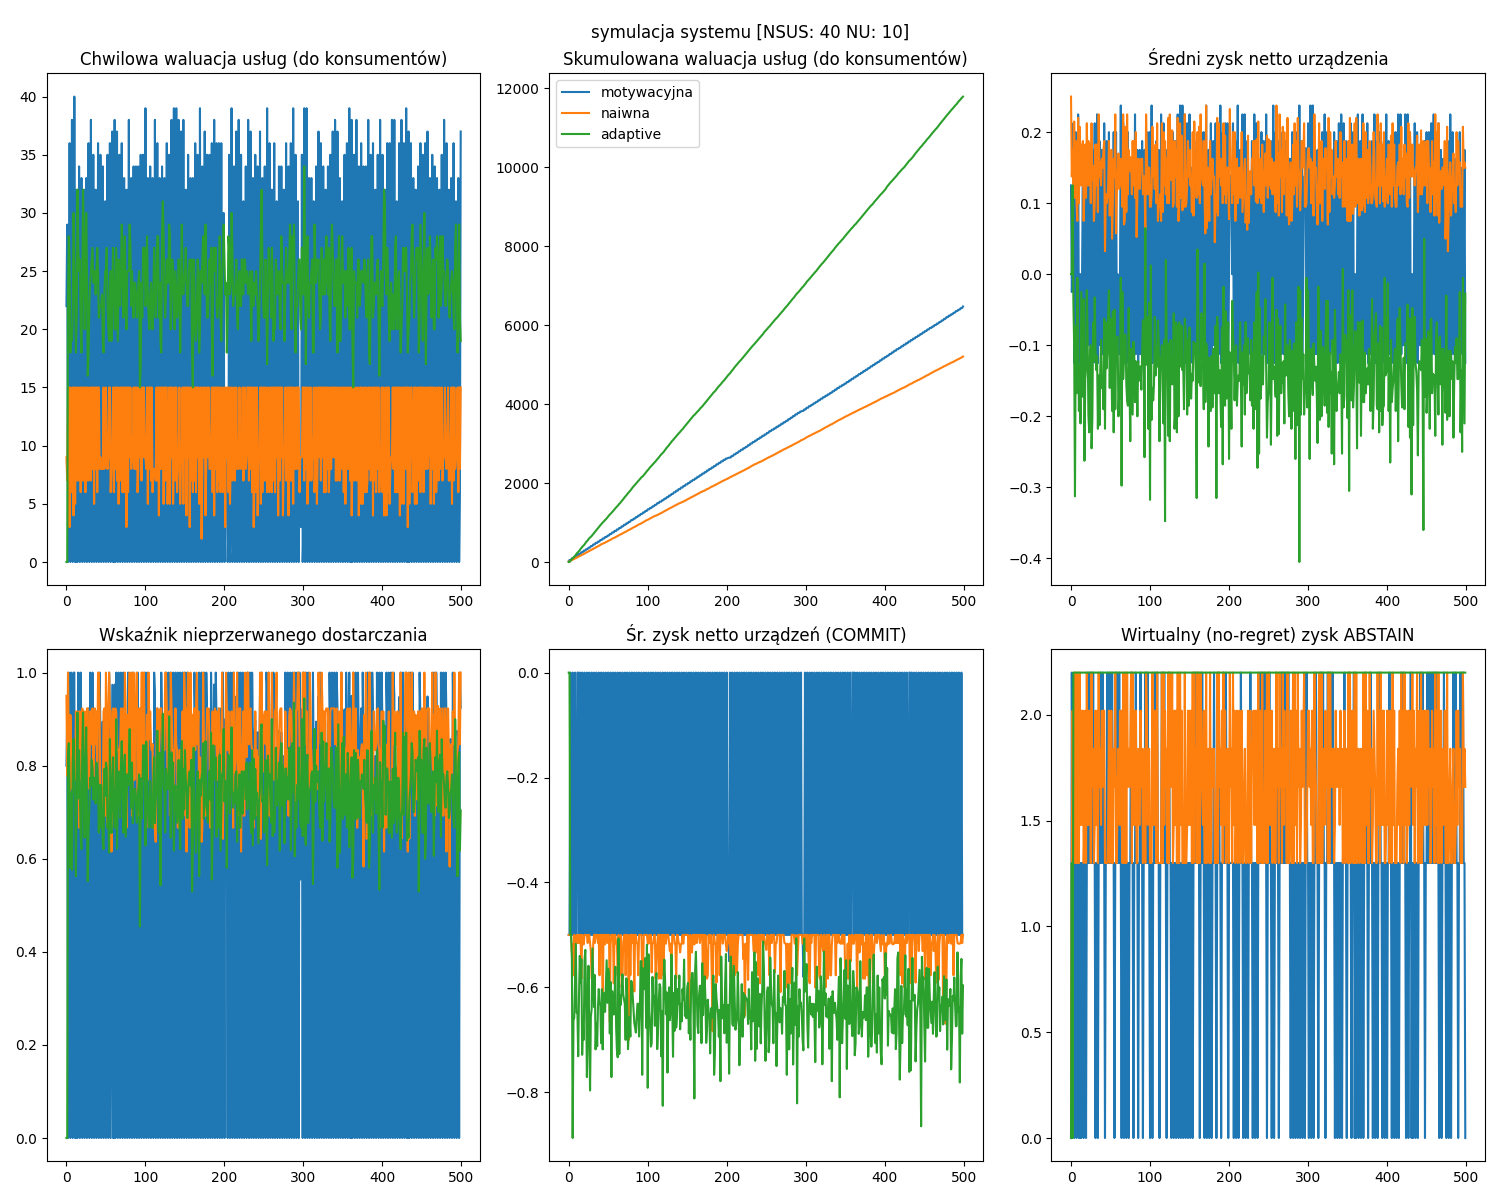 symulacja systemu [NSUS: 40 NU: 10]
Chwilowa waluacja usług (do konsumentów)
40
35
30
25
20
15
10
5
0
0 100 200 300 400 500
Skumulowana waluacja usług (do konsumentów)
motywacyjna
naiwna
adaptive
12000
10000
8000
6000
4000
2000
0
0 100 200 300 400 500
Średni zysk netto urządzenia
0.2
0.1
0.0
−0.1
−0.2
−0.3
−0.4
0 100 200 300 400 500
Wskaźnik nieprzerwanego dostarczania
1.0
0.8
0.6
0.4
0.2
0.0
0 100 200 300 400 500
Śr. zysk netto urządzeń (COMMIT)
0.0
−0.2
−0.4
−0.6
−0.8
0 100 200 300 400 500
Wirtualny (no-regret) zysk ABSTAIN
2.0
1.5
1.0
0.5
0.0
0 100 200 300 400 500